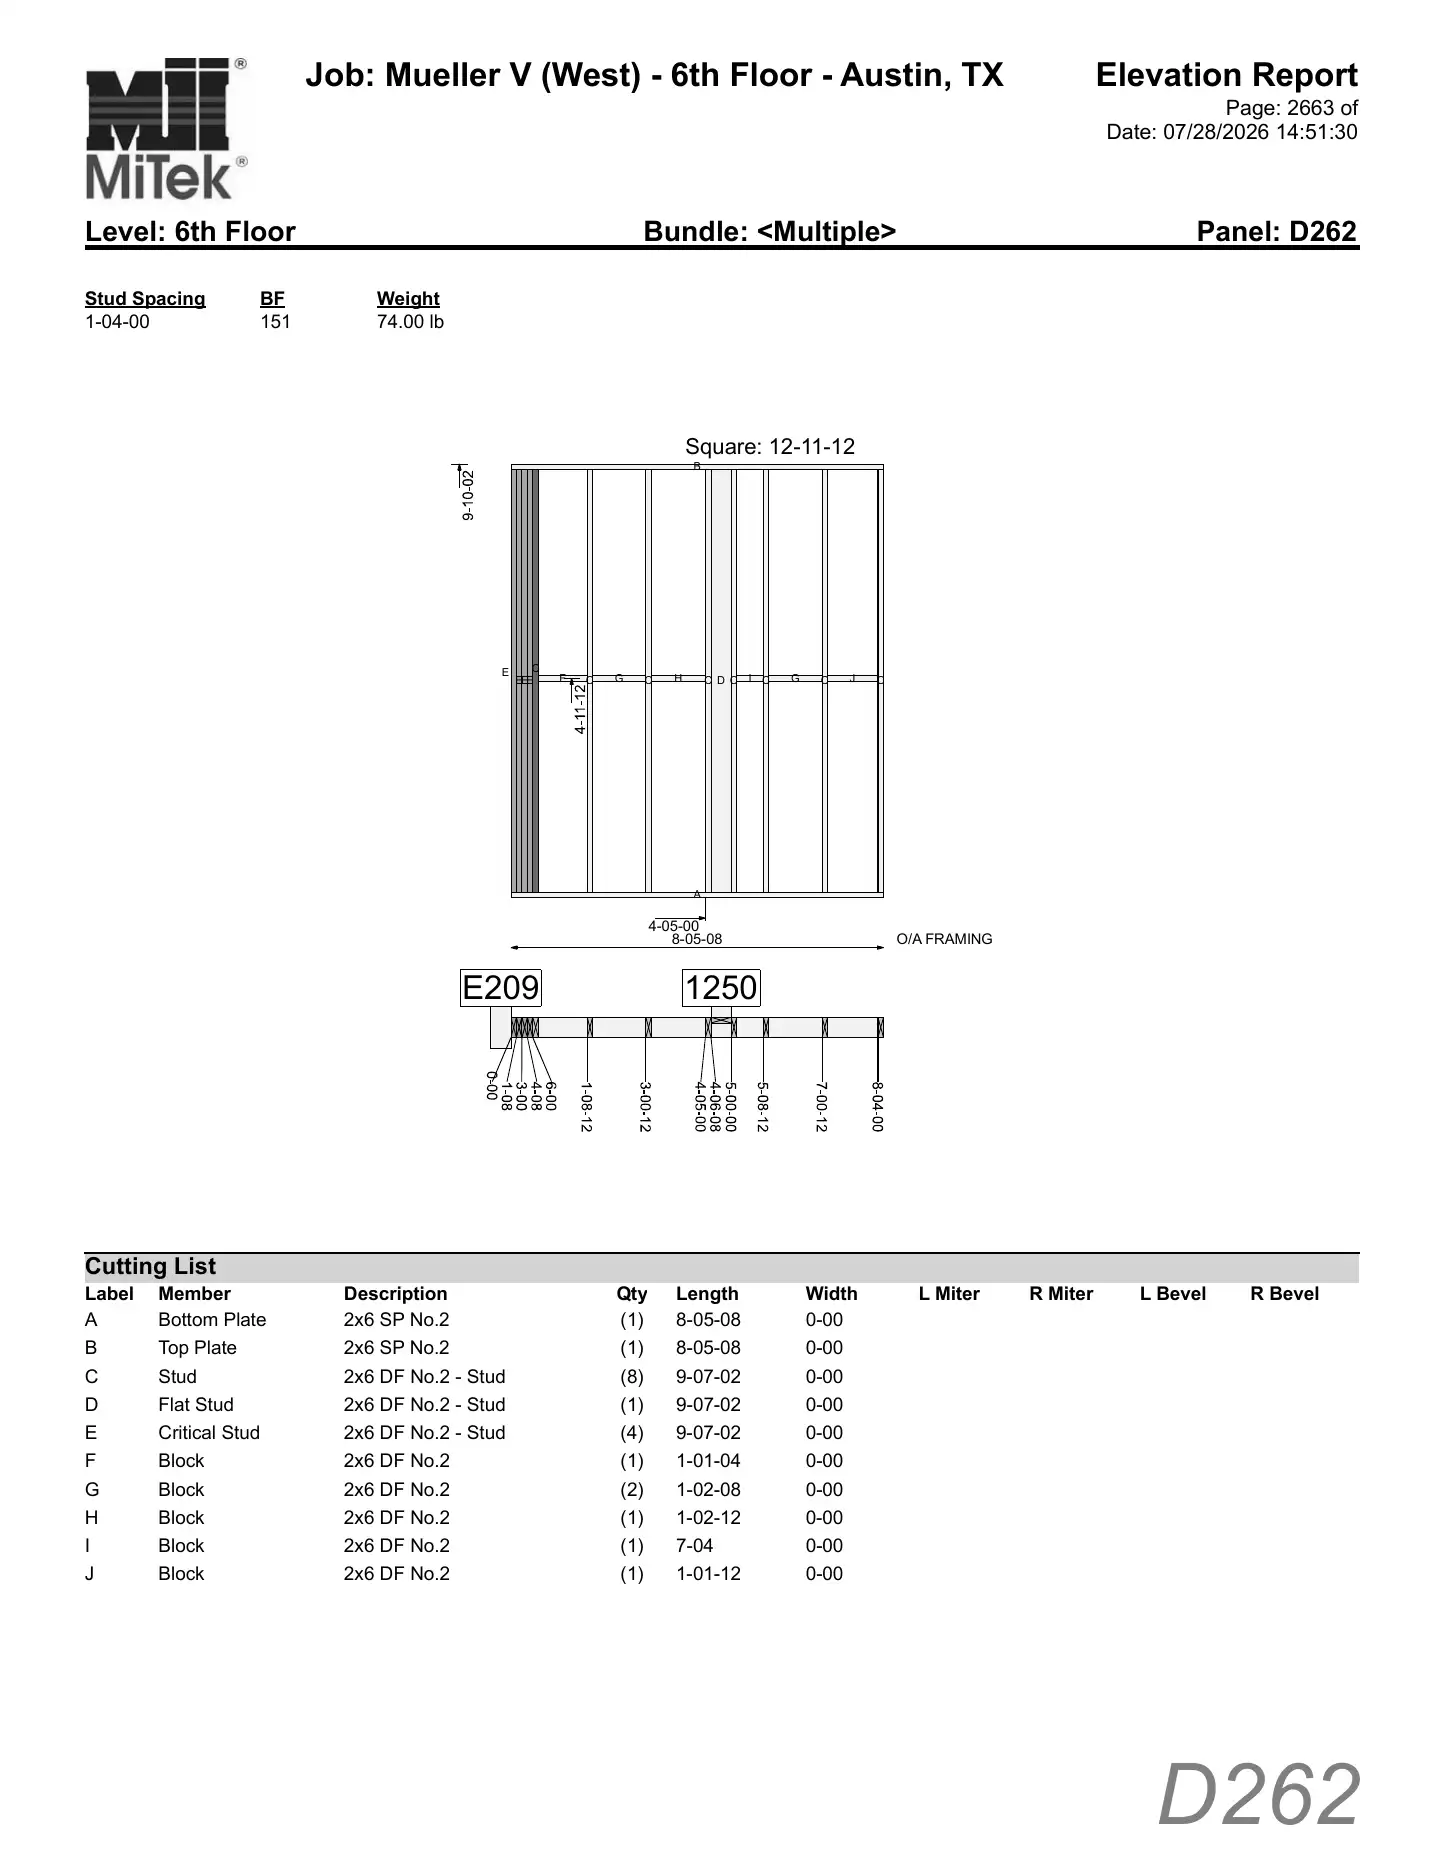 MiTek®
®
Job: Mueller V (West) - 6th Floor - Austin, TX
Elevation Report
Page: 2663 of
Date: 07/28/2026 14:51:30
Level: 6th Floor Bundle: <Multiple> Panel: D262
Stud Spacing BF Weight
1-04-00 151 74.00 lb
Square: 12-11-12
B
9-10-02
E C F G H D I G J
4-11-12
A
4-05-00
8-05-08
O/A FRAMING
E209 1250
0-00 1-08 3-00 4-08 6-00 1-08-12 3-00-12 4-05-00 4-06-08 5-00-00 5-08-12 7-00-12 8-04-00
Cutting List
Label Member Description Qty Length Width L Miter R Miter L Bevel R Bevel
A Bottom Plate 2x6 SP No.2 (1) 8-05-08 0-00
B Top Plate 2x6 SP No.2 (1) 8-05-08 0-00
C Stud 2x6 DF No.2 - Stud (8) 9-07-02 0-00
D Flat Stud 2x6 DF No.2 - Stud (1) 9-07-02 0-00
E Critical Stud 2x6 DF No.2 - Stud (4) 9-07-02 0-00
F Block 2x6 DF No.2 (1) 1-01-04 0-00
G Block 2x6 DF No.2 (2) 1-02-08 0-00
H Block 2x6 DF No.2 (1) 1-02-12 0-00
I Block 2x6 DF No.2 (1) 7-04 0-00
J Block 2x6 DF No.2 (1) 1-01-12 0-00
D262